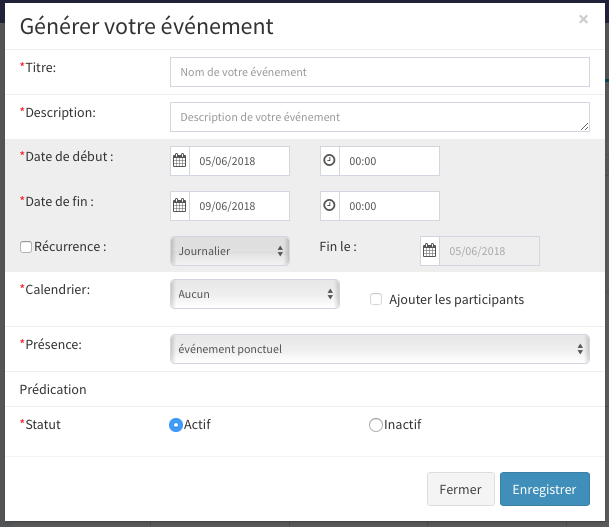 Générer votre événement ×
*Titre: Nom de votre événement
*Description: Description de votre événement
*Date de début : 05/06/2018 00:00
*Date de fin : 09/06/2018 00:00
Récurrence : Journalier Fin le : 05/06/2018
*Calendrier: Aucun Ajouter les participants
*Présence: événement ponctuel
Prédication
*Statut Actif Inactif
Fermer Enregistrer